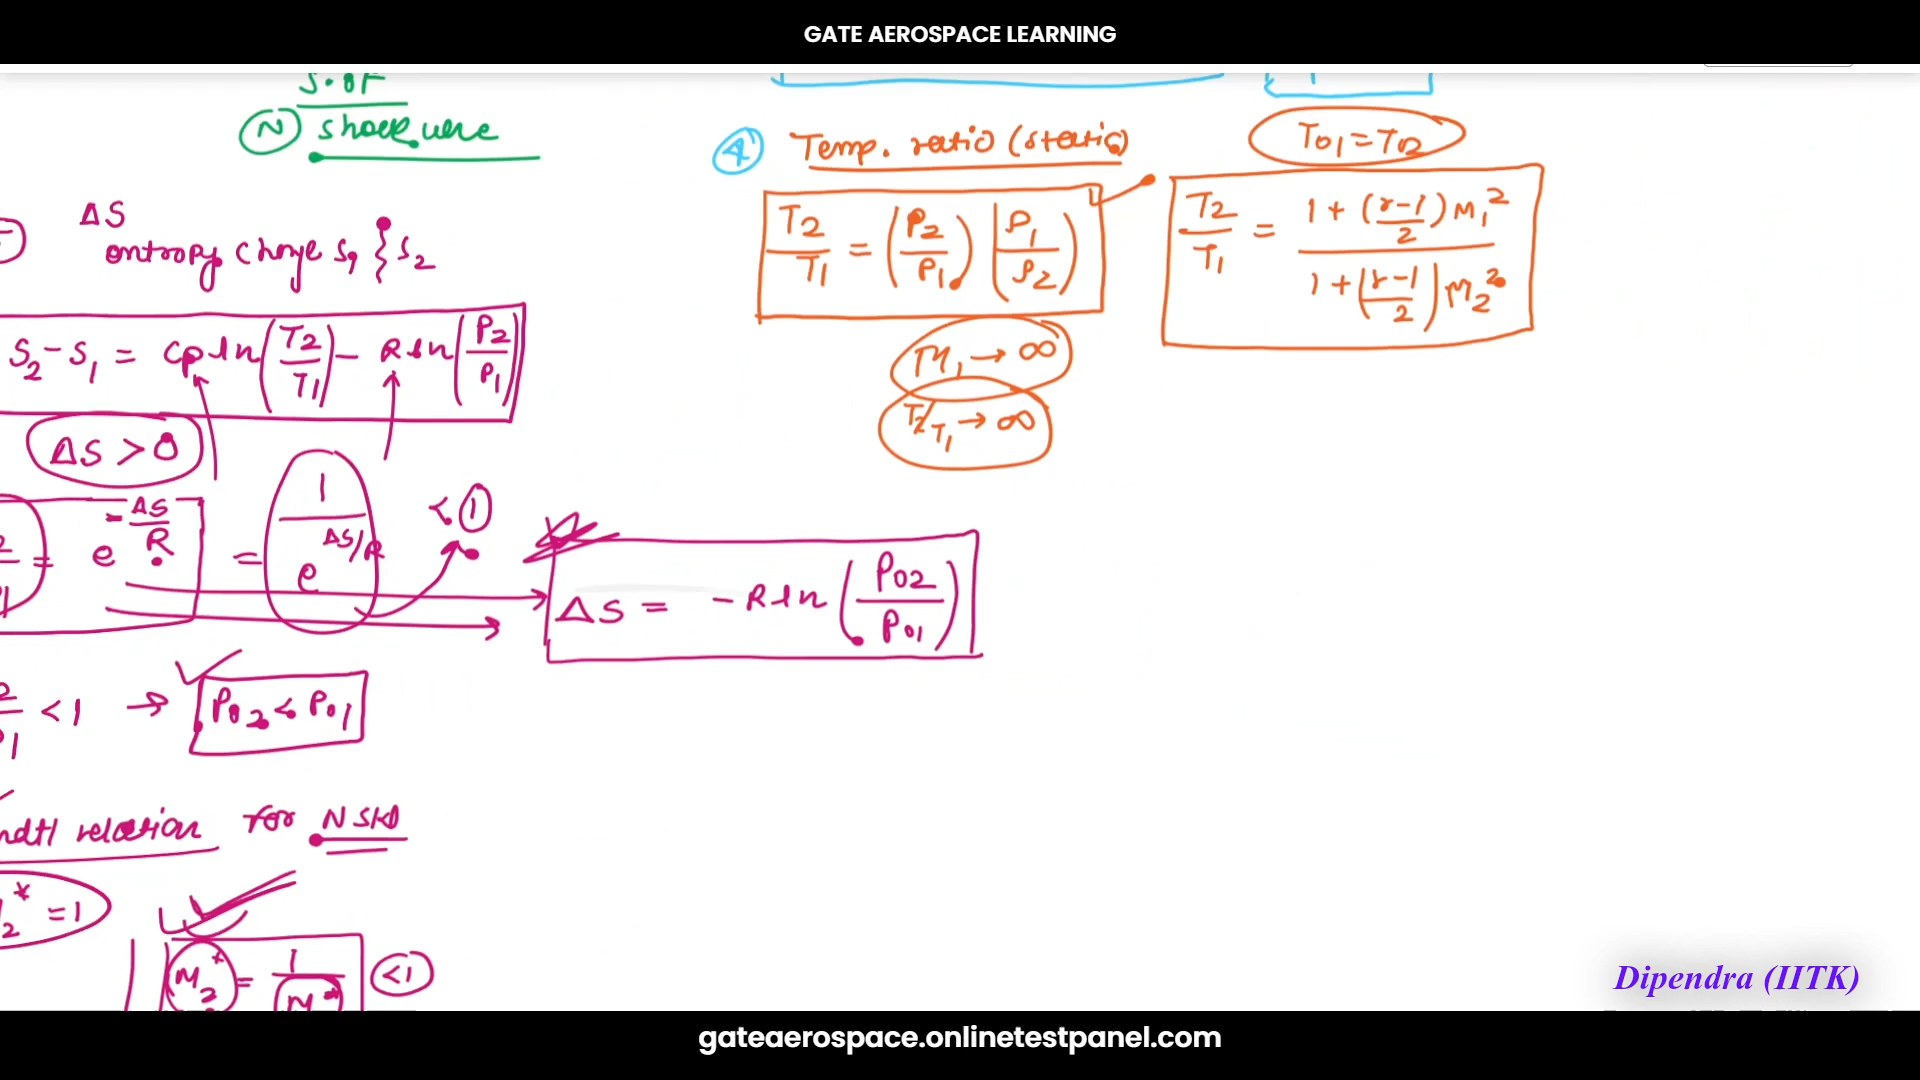 GATE AEROSPACE LEARNING
S.OF
(N) shock wave
ΔS
entropy change S1 } S2
S2 - S1 = Cp ln (T2/T1) - R ln (P2/P1)
ΔS > 0
= e^(-ΔS/R) = 1/e^(ΔS/R) < 1
ΔS = - R ln (P02/P01)
< 1 → P02 < P01
relation for NSKO
M2* = 1
M2* = 1/M* <1
4 Temp. ratio (static)
T01 = T02
T2/T1 = (P2/P1) (ρ1/ρ2)
T2/T1 = (1 + ((r-1)/2) M1²) / (1 + ((r-1)/2) M2²)
M1 → ∞
T2/T1 → ∞
Dipendra (IITK)
gateaerospace.onlinetestpanel.com